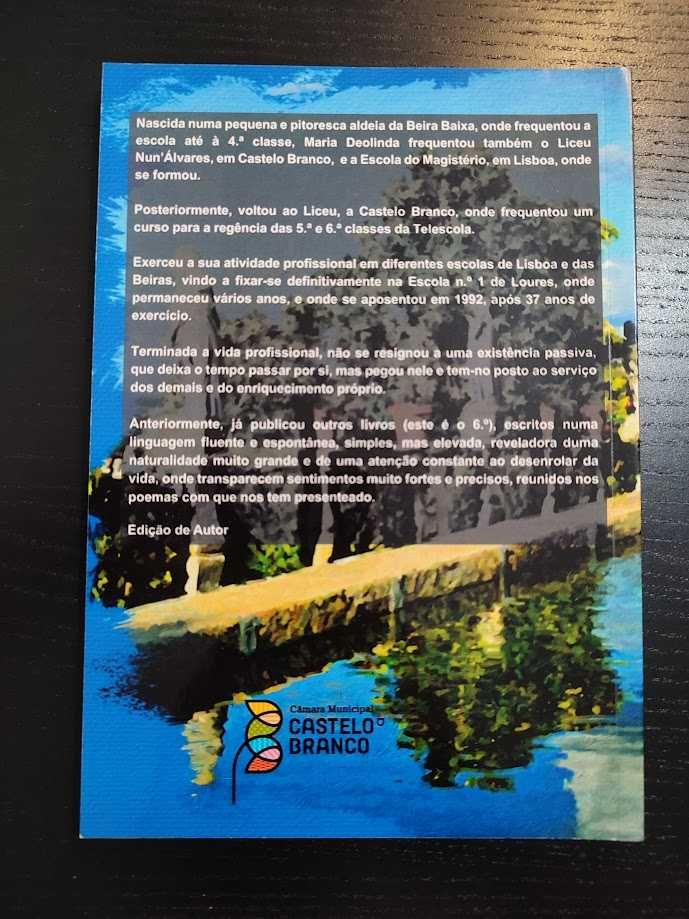 Nascida numa pequena e pitoresca aldeia da Beira Baixa, onde frequentou a
escola até à 4.ª classe, Maria Deolinda frequentou também o Liceu
Nun'Álvares, em Castelo Branco, e a Escola do Magistério, em Lisboa, onde
se formou.
Posteriormente, voltou ao Liceu, a Castelo Branco, onde frequentou um
curso para a regência das 5.ª e 6.ª classes da Telescola.
Exerceu a sua atividade profissional em diferentes escolas de Lisboa e das
Beiras, vindo a fixar-se definitivamente na Escola n.º 1 de Loures, onde
permaneceu vários anos, e onde se aposentou em 1992, após 37 anos de
exercício.
Terminada a vida profissional, não se resignou a uma existência passiva,
que deixa o tempo passar por si, mas pegou nele e tem-no posto ao serviço
dos demais e do enriquecimento próprio.
Anteriormente, já publicou outros livros (este é o 6.º), escritos numa
linguagem fluente e espontânea, simples, mas elevada, reveladora duma
naturalidade muito grande e de uma atenção constante ao desenrolar da
vida, onde transparecem sentimentos muito fortes e precisos, reunidos nos
poemas com que nos tem presenteado.
Edição de Autor
Câmara Municipal
CASTELO
BRANCO